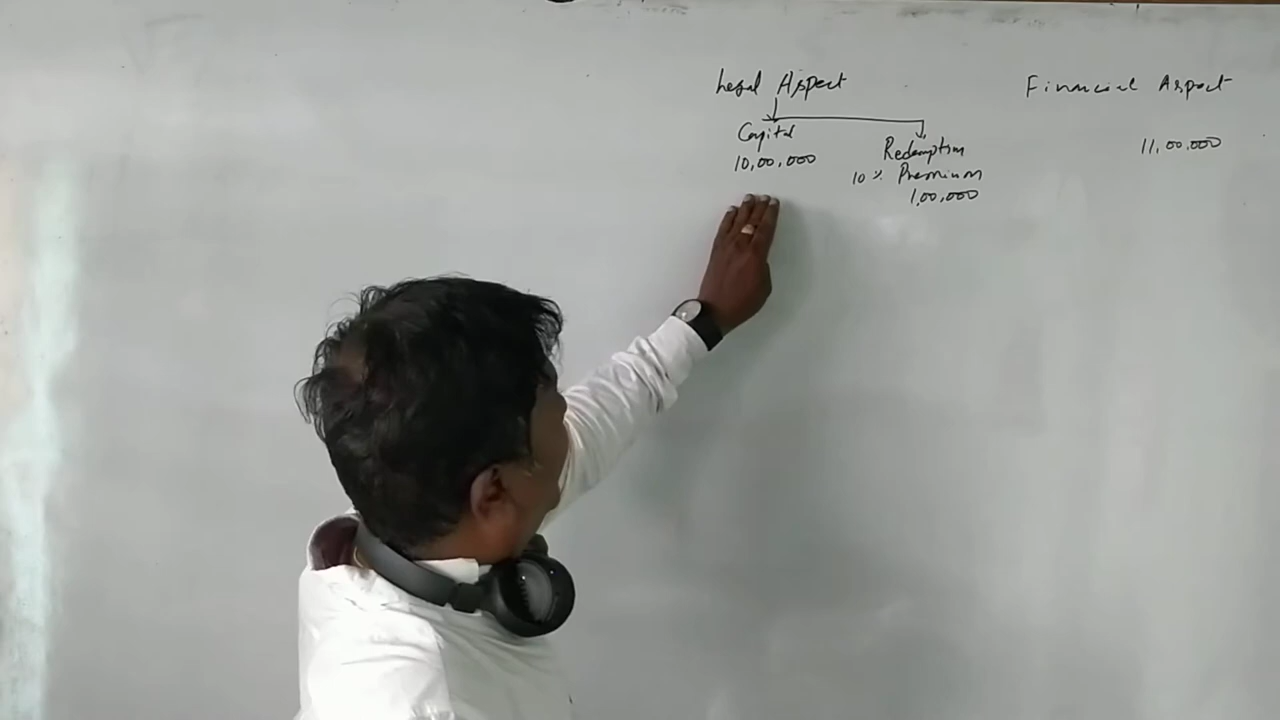 Legal Aspect
Financial Aspect
Capital
10,00,000
Redemption
10% Premium
1,00,000
11,00,000